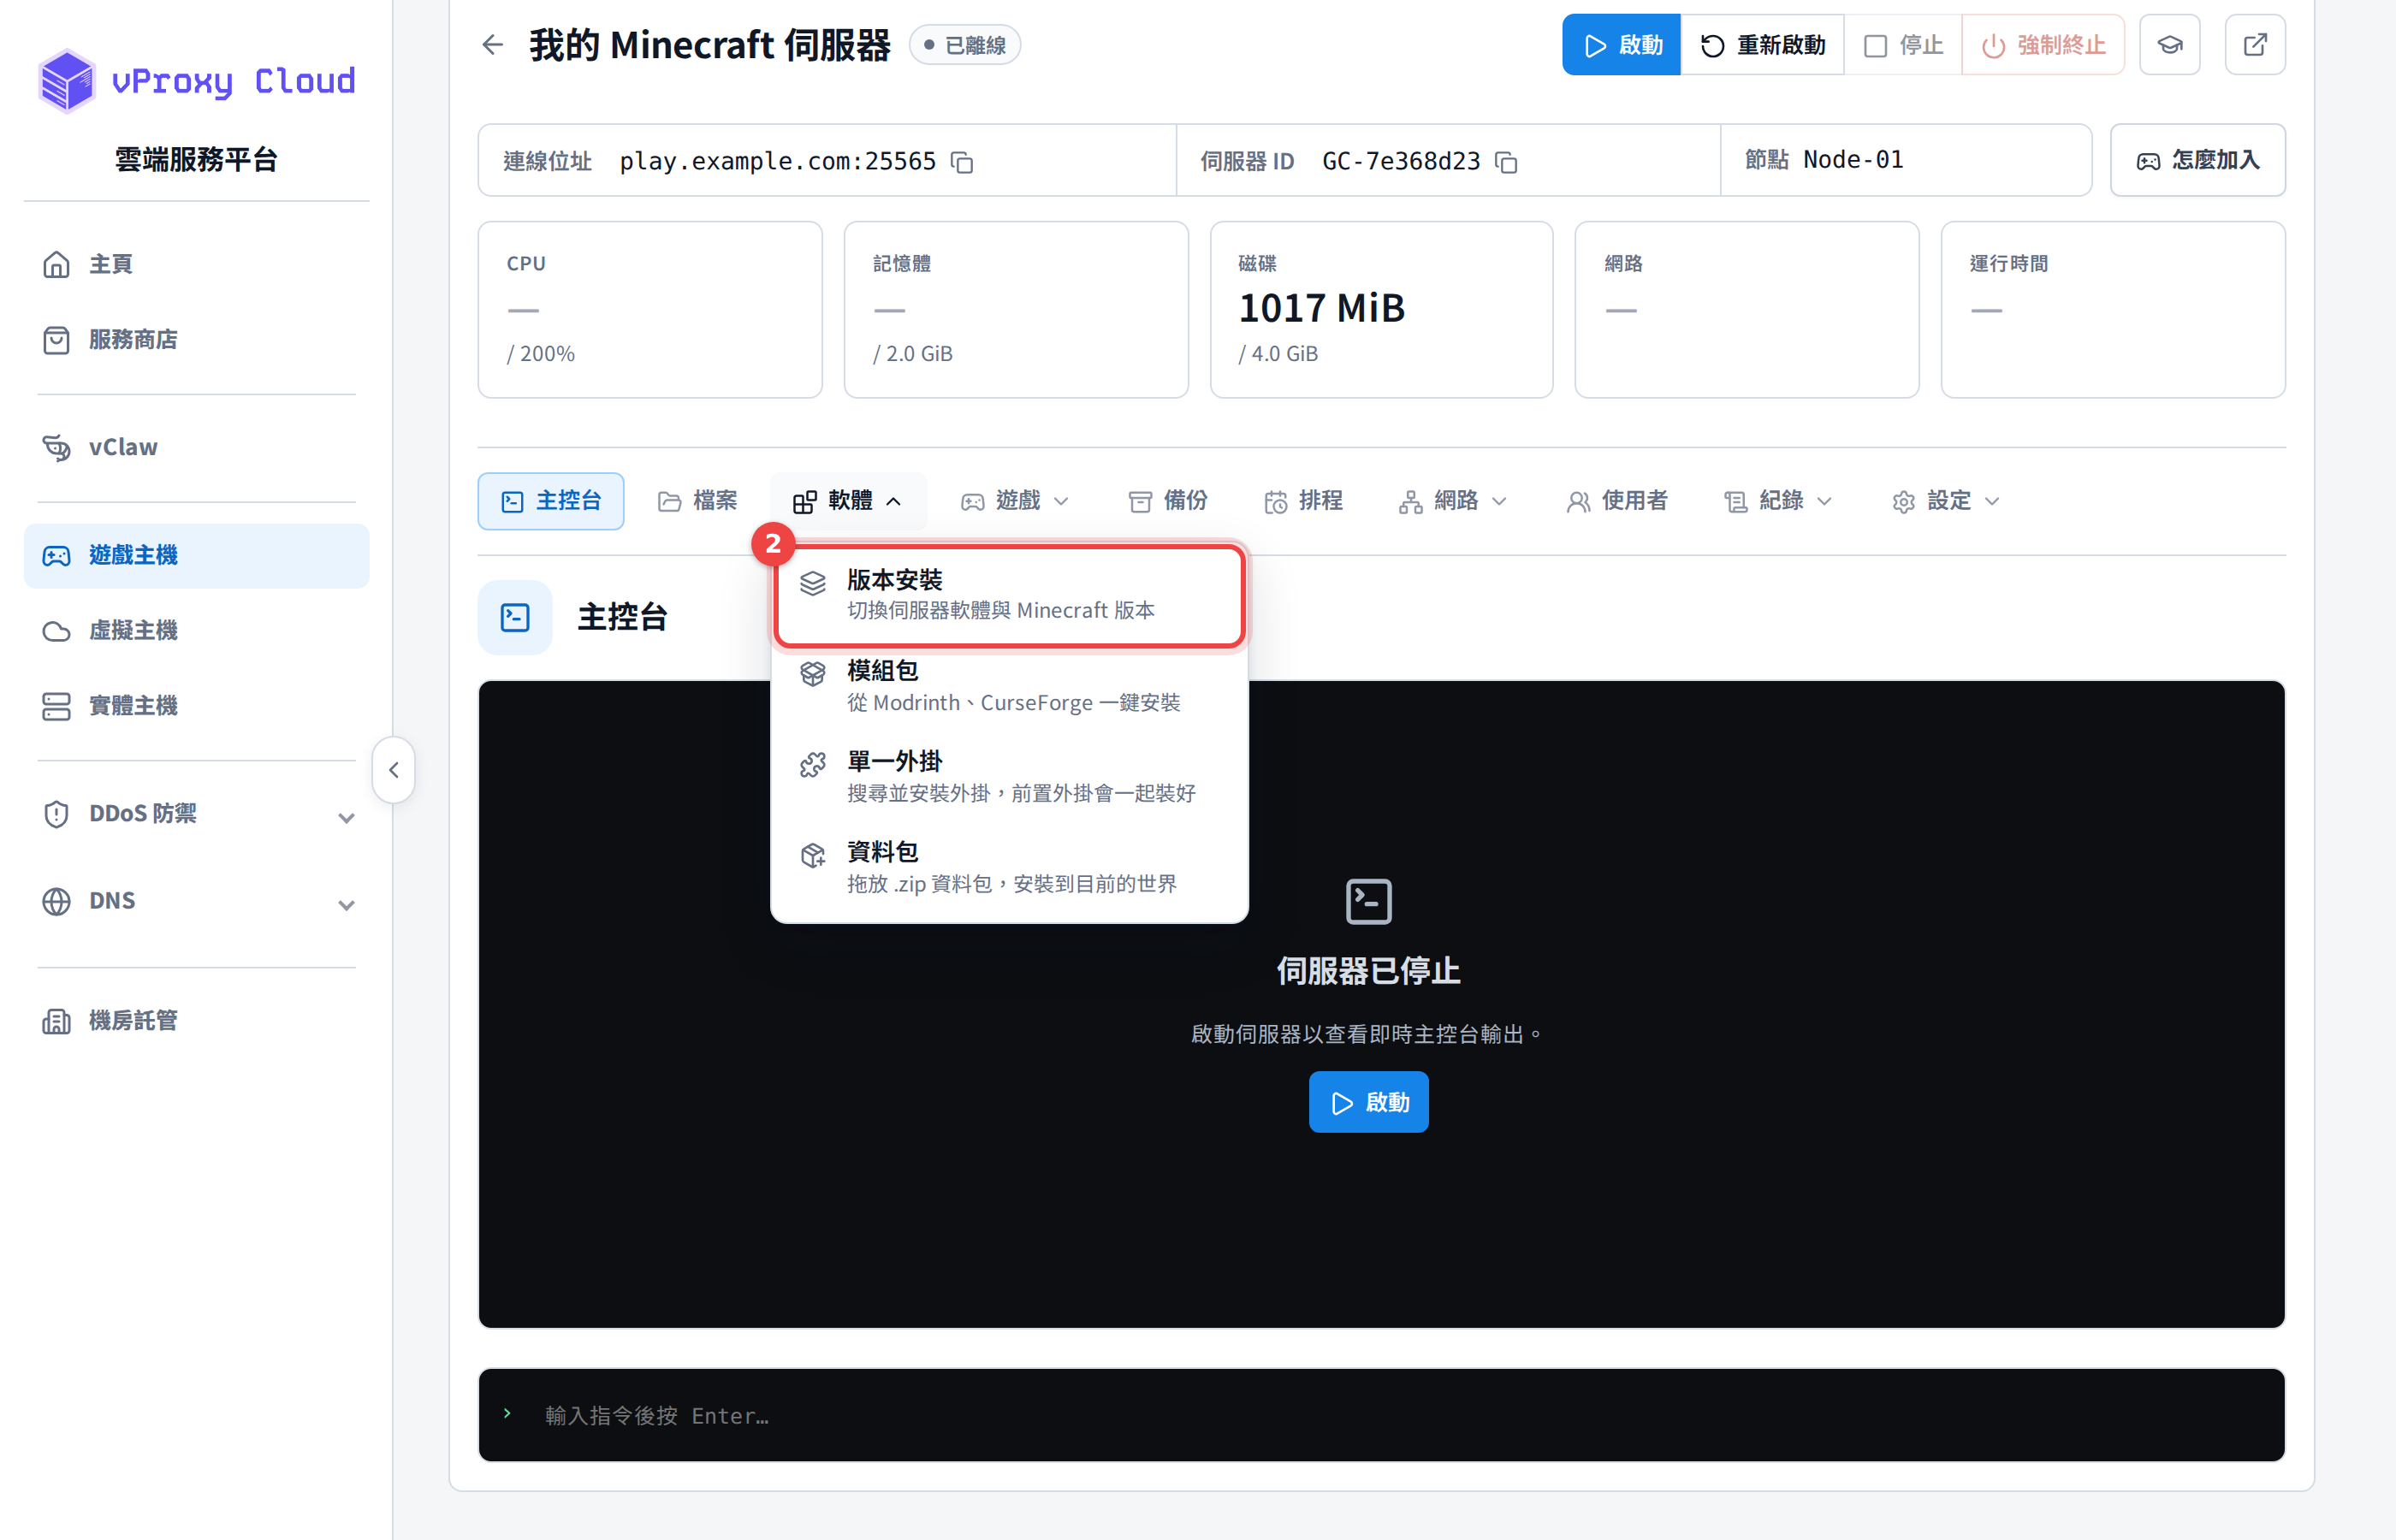 vProxy Cloud
雲端服務平台
主頁
服務商店
vClaw
遊戲主機
虛擬主機
實體主機
DDoS 防禦
DNS
機房託管
我的 Minecraft 伺服器
已離線
啟動
重新啟動
停止
強制終止
連線位址 play.example.com:25565
伺服器 ID GC-7e368d23
節點 Node-01
怎麼加入
CPU
—
/ 200%
記憶體
—
/ 2.0 GiB
磁碟
1017 MiB
/ 4.0 GiB
網路
—
運行時間
—
主控台
檔案
軟體
遊戲
備份
排程
網路
使用者
紀錄
設定
2
版本安裝
切換伺服器軟體與 Minecraft 版本
模組包
從 Modrinth、CurseForge 一鍵安裝
單一外掛
搜尋並安裝外掛，前置外掛會一起裝好
資料包
拖放 .zip 資料包，安裝到目前的世界
主控台
伺服器已停止
啟動伺服器以查看即時主控台輸出。
啟動
› 輸入指令後按 Enter…